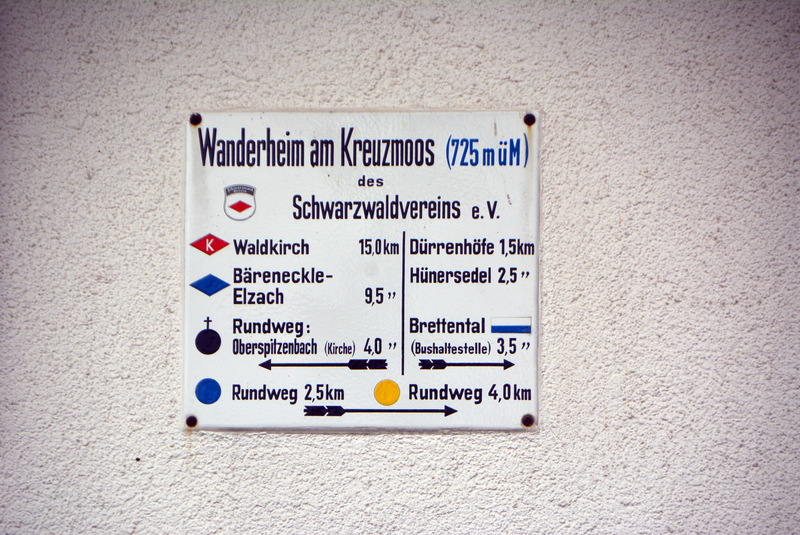 Wanderheim am Kreuzmoos (725 m üM)
des
Schwarzwaldvereins e.V.
K Waldkirch 15,0 km
Bäreneckle-
Elzach 9,5 ”
Rundweg:
Oberspitzenbach (Kirche) 4,0 ”
Dürrenhöfe 1,5 km
Hünersedel 2,5 ”
Brettental
(Bushaltestelle) 3,5 ”
Rundweg 2,5 km
Rundweg 4,0 km